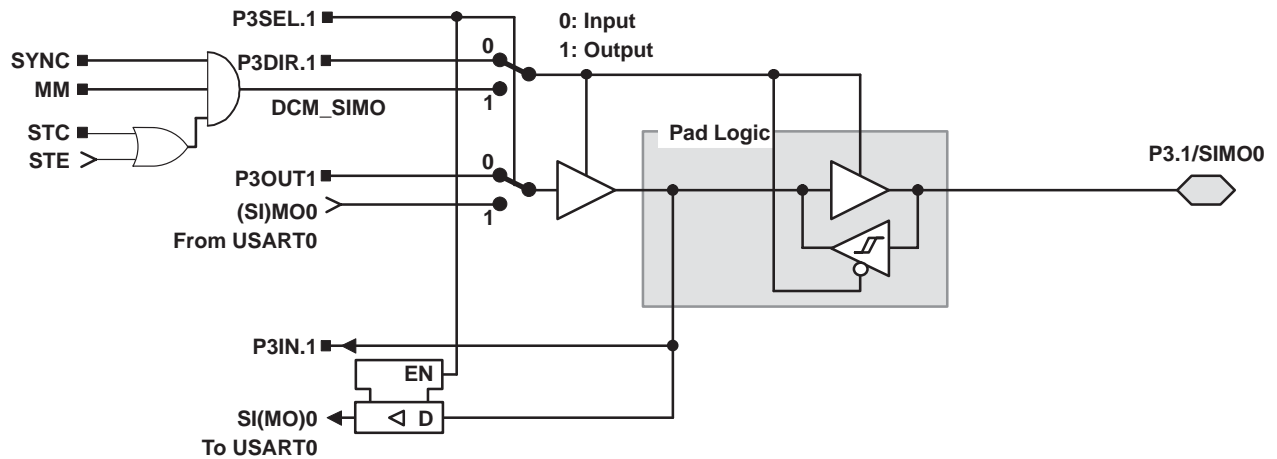 P3SEL.1
0: Input
1: Output
SYNC
P3DIR.1
0
MM
1
DCM_SIMO
STC
STE
Pad Logic
P3.1/SIMO0
0
P3OUT1
(SI)MO0
1
From USART0
P3IN.1
EN
SI(MO)0
D
To USART0